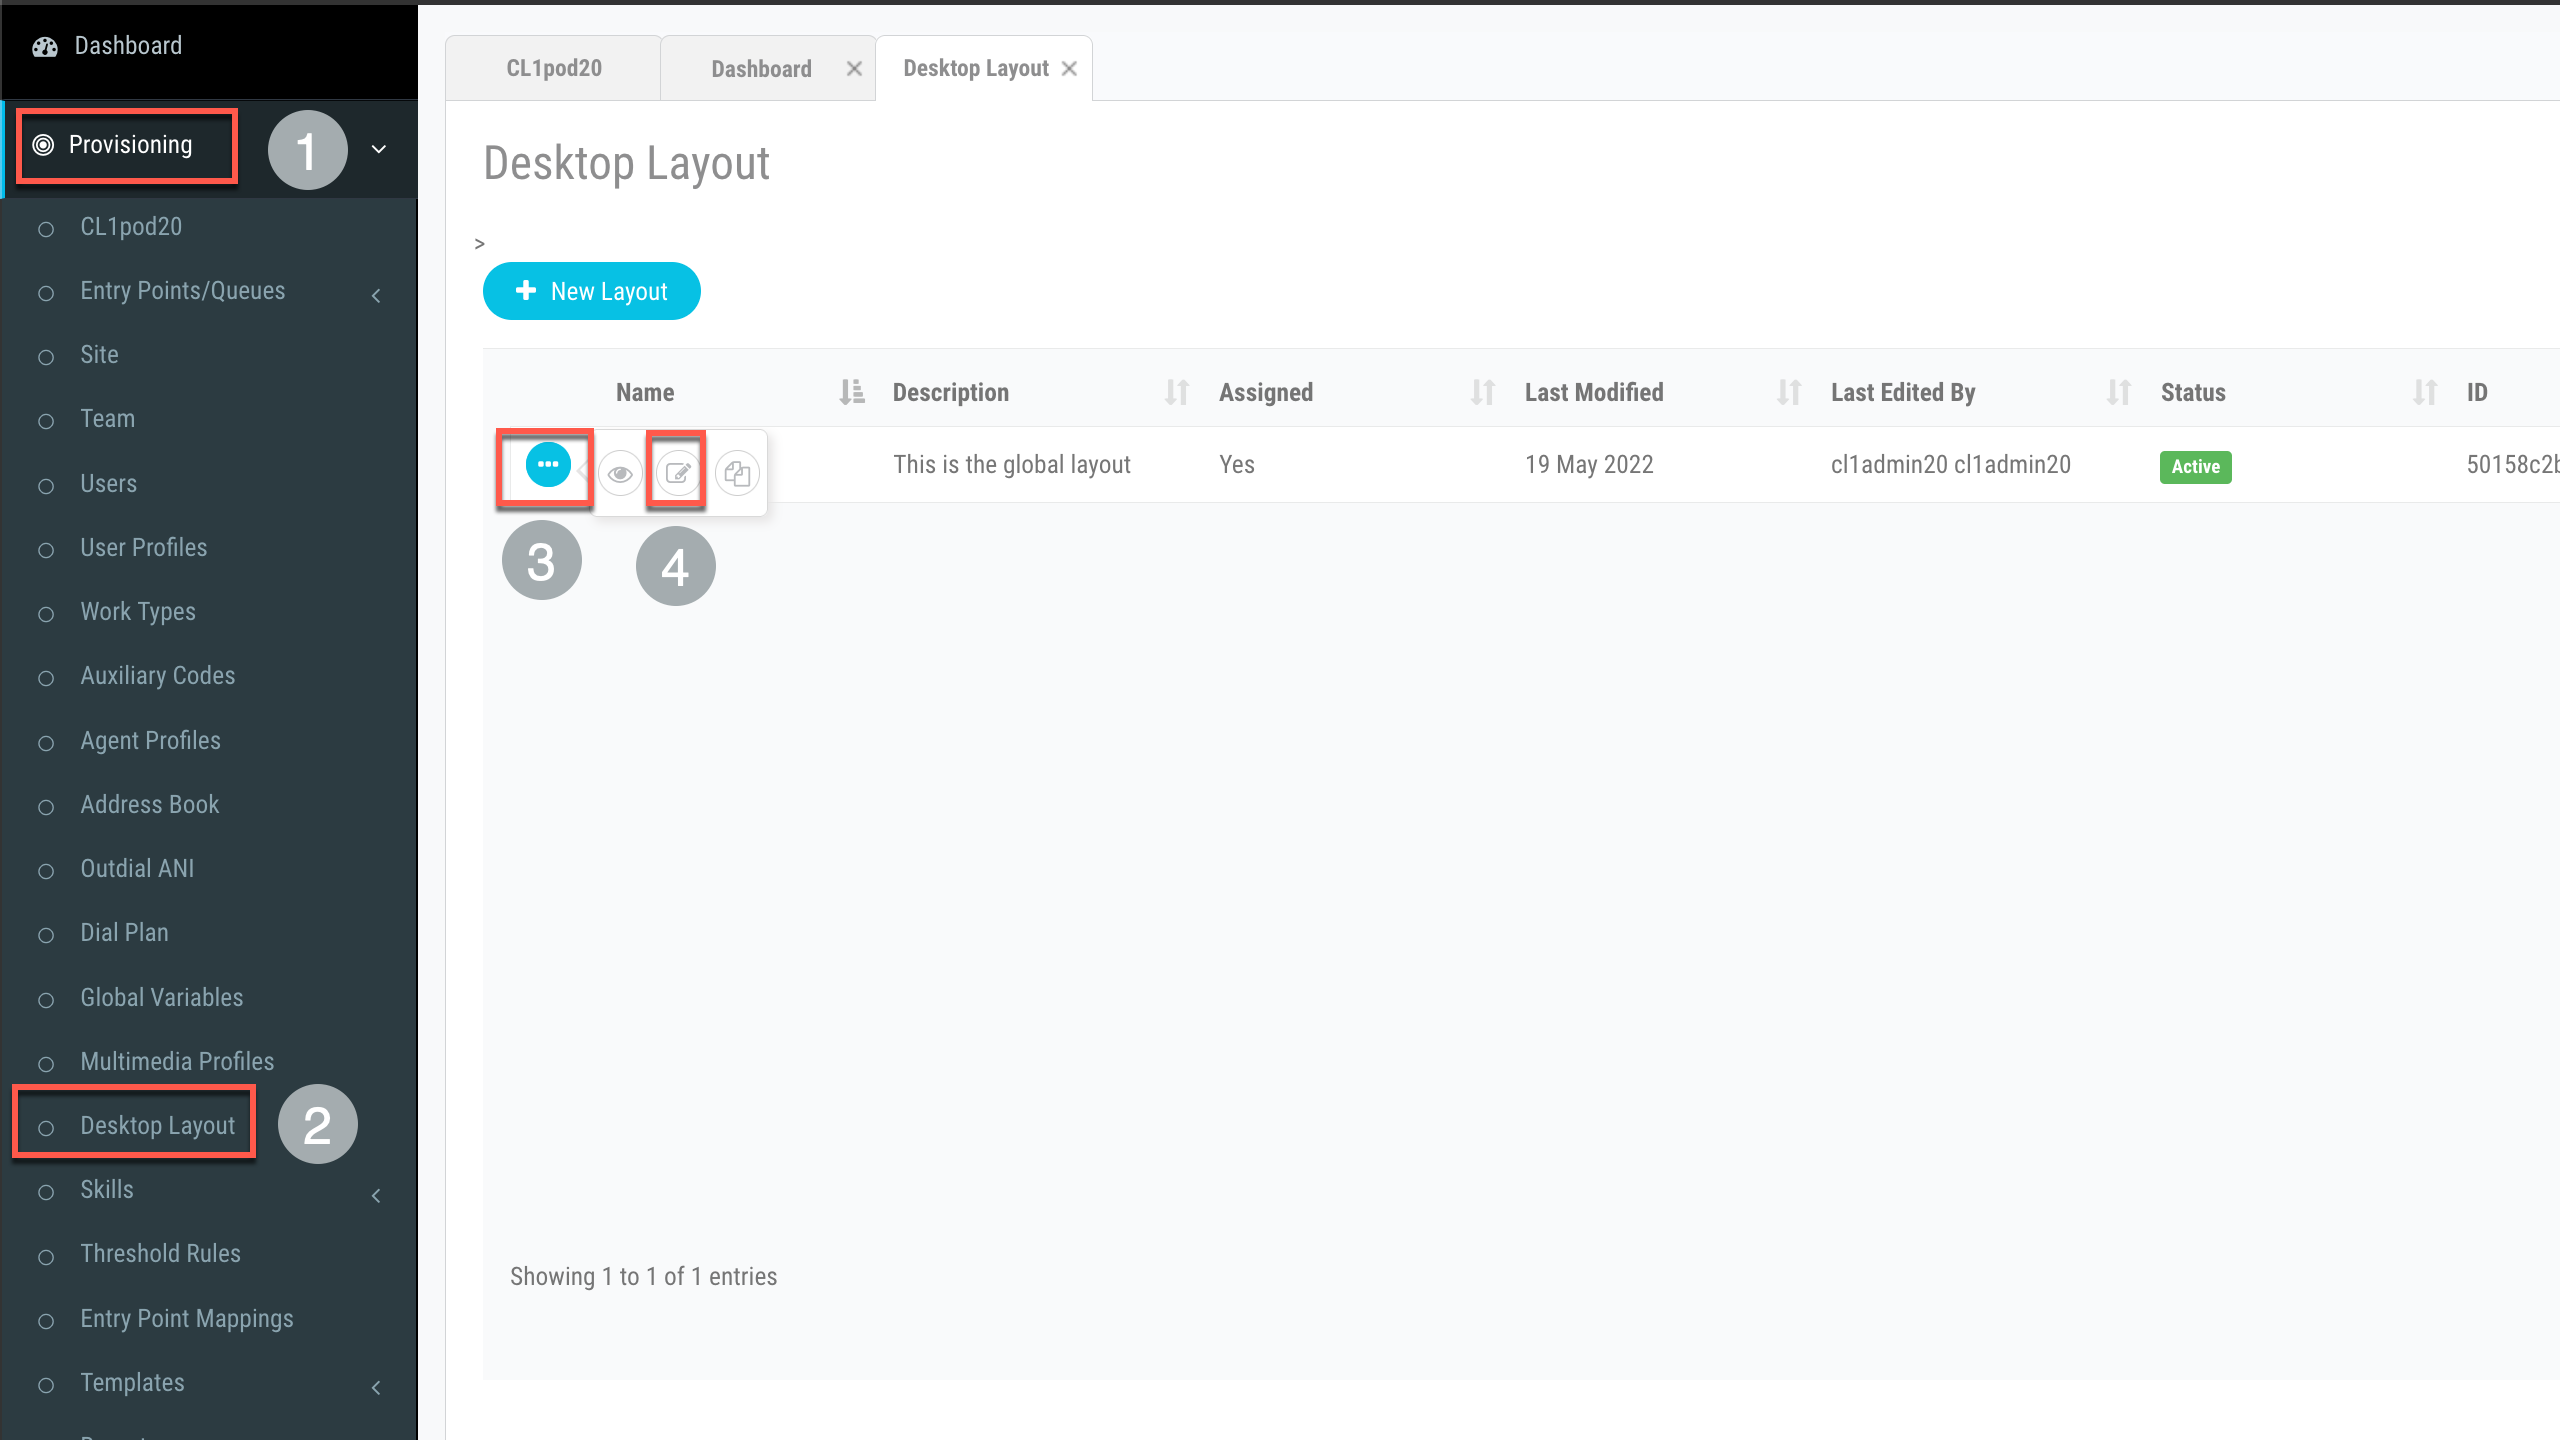 Dashboard
Provisioning
1
CL1pod20
Entry Points/Queues
Site
Team
Users
User Profiles
Work Types
Auxiliary Codes
Agent Profiles
Address Book
Outdial ANI
Dial Plan
Global Variables
Multimedia Profiles
Desktop Layout
2
Skills
Threshold Rules
Entry Point Mappings
Templates
CL1pod20
Dashboard
Desktop Layout
Desktop Layout
>
+ New Layout
Name Description Assigned Last Modified Last Edited By Status ID
This is the global layout Yes 19 May 2022 cl1admin20 cl1admin20 Active
3
4
Showing 1 to 1 of 1 entries